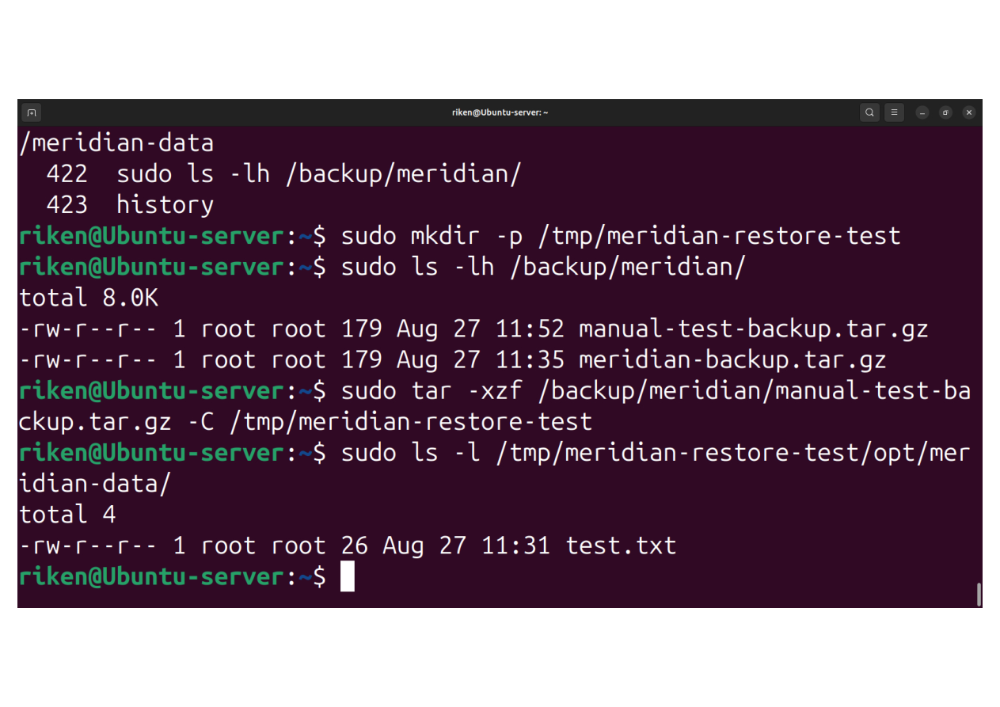 riken@Ubuntu-server: ~
/meridian-data
  422  sudo ls -lh /backup/meridian/
  423  history
riken@Ubuntu-server:~$ sudo mkdir -p /tmp/meridian-restore-test
riken@Ubuntu-server:~$ sudo ls -lh /backup/meridian/
total 8.0K
-rw-r--r-- 1 root root 179 Aug 27 11:52 manual-test-backup.tar.gz
-rw-r--r-- 1 root root 179 Aug 27 11:35 meridian-backup.tar.gz
riken@Ubuntu-server:~$ sudo tar -xzf /backup/meridian/manual-test-ba
ckup.tar.gz -C /tmp/meridian-restore-test
riken@Ubuntu-server:~$ sudo ls -l /tmp/meridian-restore-test/opt/mer
idian-data/
total 4
-rw-r--r-- 1 root root 26 Aug 27 11:31 test.txt
riken@Ubuntu-server:~$